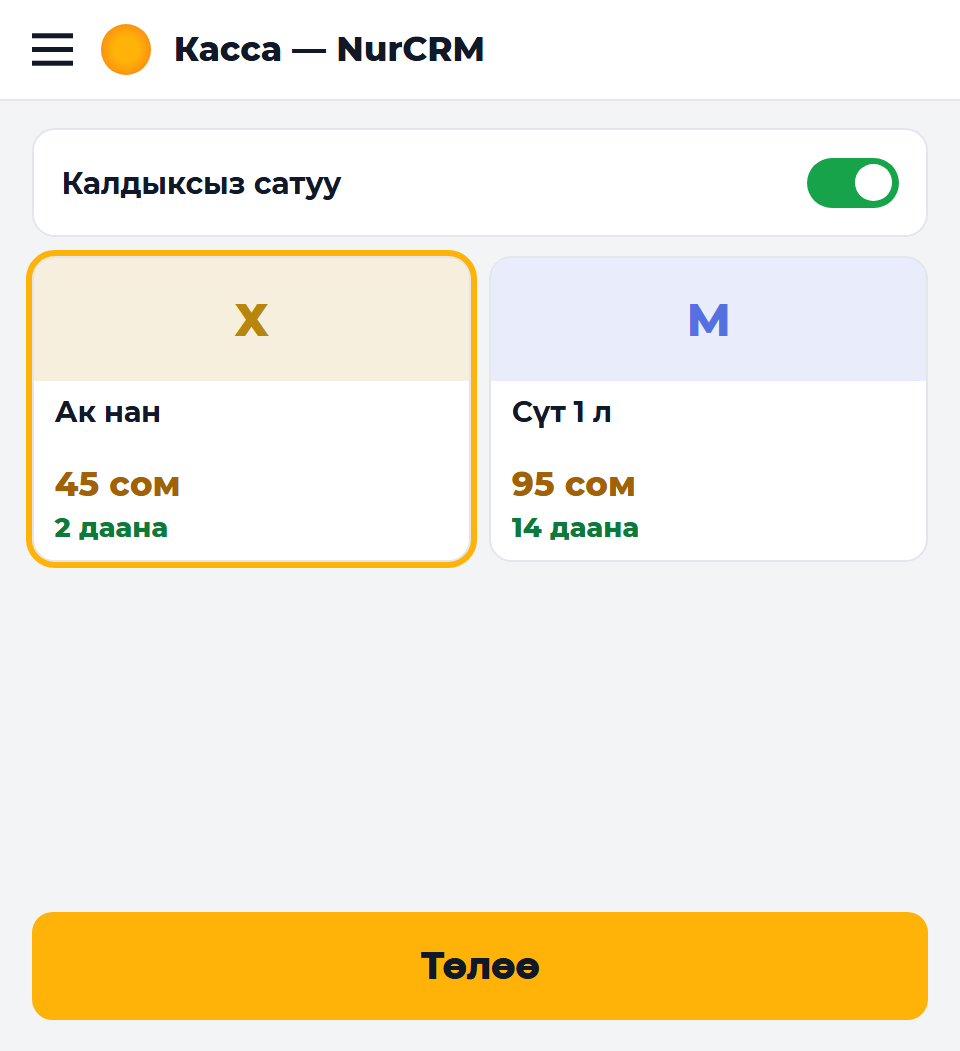 Касса — NurCRM
Калдыксыз сатуу
Х
М
Ак нан
Сүт 1 л
45 сом
95 сом
2 даана
14 даана
Төлөө